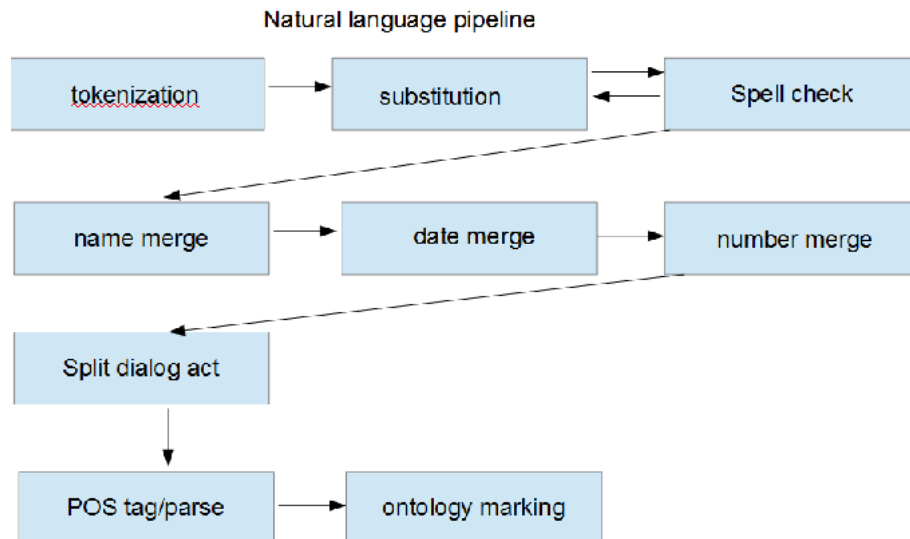 Natural language pipeline
tokenization
substitution
Spell check
name merge
date merge
number merge
Split dialog act
POS tag/parse
ontology marking